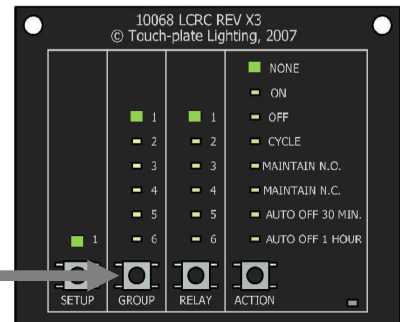 10068 LCRC REV X3
© Touch-plate Lighting, 2007
NONE
ON
1 1 OFF
2 2 CYCLE
3 3 MAINTAIN N.O.
4 4 MAINTAIN N.C.
5 5 AUTO OFF 30 MIN.
1 6 6 AUTO OFF 1 HOUR
SETUP GROUP RELAY ACTION